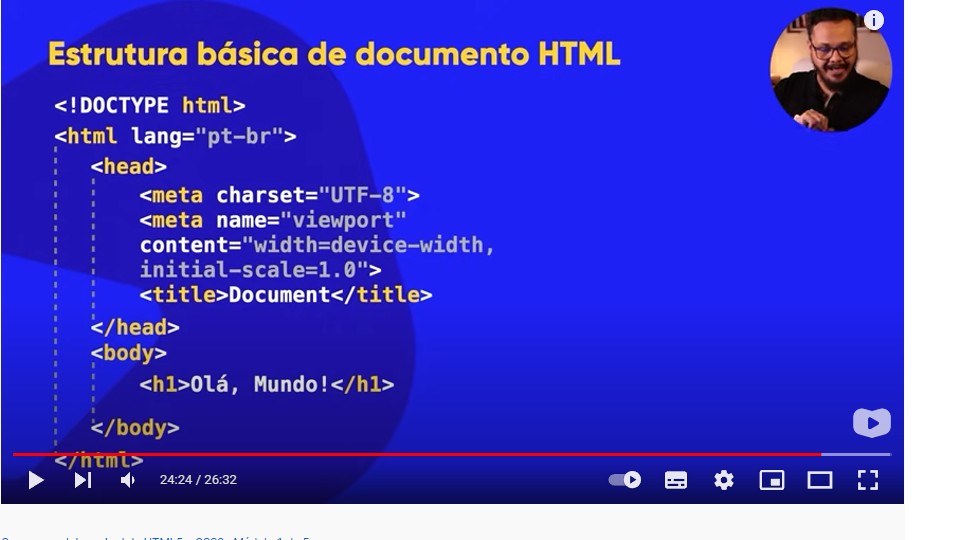 Estrutura básica de documento HTML
<!DOCTYPE html>
<html lang="pt-br">
<head>
<meta charset="UTF-8">
<meta name="viewport"
content="width=device-width,
initial-scale=1.0">
<title>Document</title>
</head>
<body>
<h1>Olá, Mundo!</h1>
</body>
</html>
24:24 / 26:32